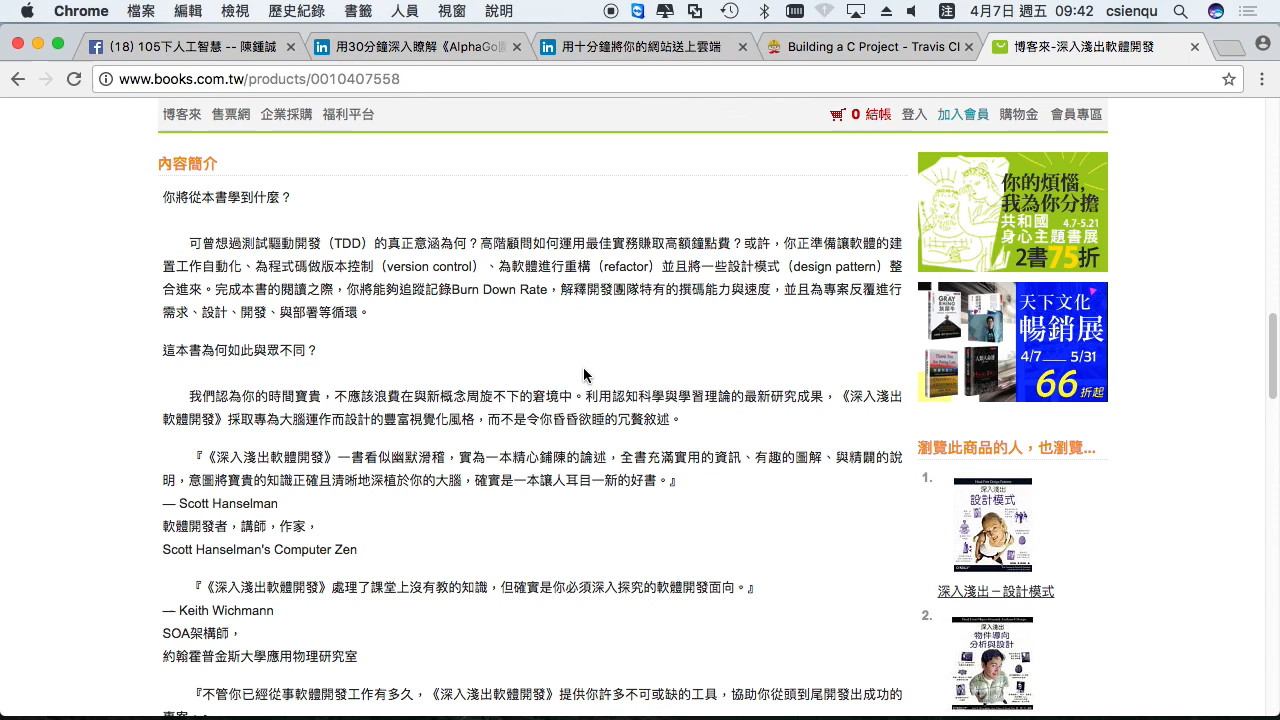 Chrome 檔案 編輯 檢視 歷史紀錄 書籤 人員 視窗 說明 注 4月7日 週五 09:42 csienqu
(18) 105下人工智慧 -- 陳鍾誠
用30分鐘深入瞭解《AlphaGo圍
用十分鐘將你的網站送上雲端
Building a C Project - Travis CI
博客來-深入淺出軟體開發
www.books.com.tw/products/0010407558
博客來 售票網 企業採購 福利平台 0 結帳 登入 加入會員 購物金 會員專區
內容簡介
你將從本書學到什麼？
可曾想過測試驅動開發（TDD）的真正意涵為何？高階顧問如何運用最佳實務賺取高額鐘點費？或許，你正準備讓軟體的建
置工作自動化、為程式碼做版本控制（version control）、為軟體進行重構（refactor）並且將一些設計模式（design pattern）整
合進來。完成本書的閱讀之際，你將能夠追蹤記錄Burn Down Rate，解釋開發團隊特有的編碼能力與速度，並且為專案反覆進行
需求、設計、開發、與交付等循環。
這本書為何如此與眾不同？
我們認為你的時間寶貴，不應浪費在與新概念周旋不下的窘境中。利用認知科學與學習理論的最新研究成果，《深入淺出
軟體開發》採取專為大腦運作而設計的豐富視覺化風格，而不是令你昏昏欲睡的冗贅敘述。
『《深入淺出軟體開發》一書看似幽默滑稽，實為一本精心鋪陳的論述，全書充滿實用的資訊、有趣的圖解、與精闢的說
明，意圖將寶貴的知識正確且清晰地深植於你的大腦，確實是一本讓人耳目一新的好書。』
— Scott Hanselman
軟體開發者，講師，作家，
Scott Hanselman's Computer Zen
『《深入淺出軟體開發》處理了課堂上沒有教的知識，但確實是你必須深入探究的軟體開發面向。』
— Keith Wichmann
SOA架構師，
約翰霍普金斯大學應用物理研究室
『不管你已經從事軟體開發工作有多久，《深入淺出軟體開發》提供了許多不可或缺的工具，協助你從頭到尾開發出成功的
專案。』
你的煩惱,
我為你分擔
共和國 4.7-5.21
身心主題書展
2書75折
GRAY RHINO
天下文化
暢銷展
4/7 5/31
66折起
瀏覽此商品的人，也瀏覽...
1.
深入淺出
設計模式
深入淺出－設計模式
2.
深入淺出
物件導向
分析與設計